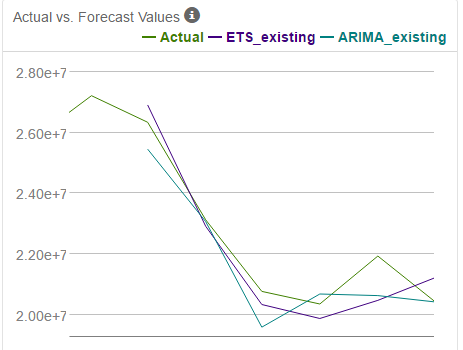 Actual vs. Forecast Values i
Actual ETS_existing ARIMA_existing
2.80e+7
2.60e+7
2.40e+7
2.20e+7
2.00e+7